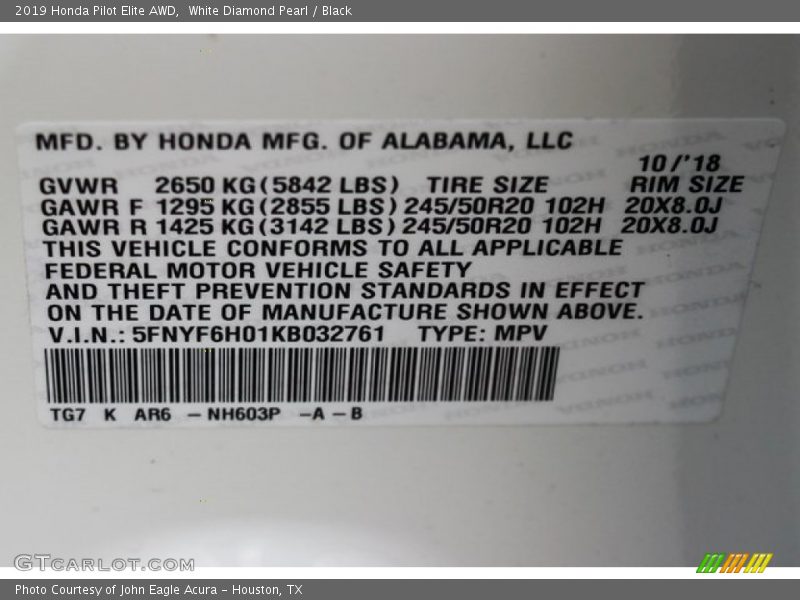 2019 Honda Pilot Elite AWD, White Diamond Pearl / Black
MFD. BY HONDA MFG. OF ALABAMA, LLC
10/'18
GVWR 2650 KG(5842 LBS) TIRE SIZE RIM SIZE
GAWR F 1295 KG(2855 LBS) 245/50R20 102H 20X8.0J
GAWR R 1425 KG(3142 LBS) 245/50R20 102H 20X8.0J
THIS VEHICLE CONFORMS TO ALL APPLICABLE
FEDERAL MOTOR VEHICLE SAFETY
AND THEFT PREVENTION STANDARDS IN EFFECT
ON THE DATE OF MANUFACTURE SHOWN ABOVE.
V.I.N.: 5FNYF6H01KB032761 TYPE: MPV
TG7 K AR6 -NH603P -A-B
GTCARLOT.COM
Photo Courtesy of John Eagle Acura - Houston, TX